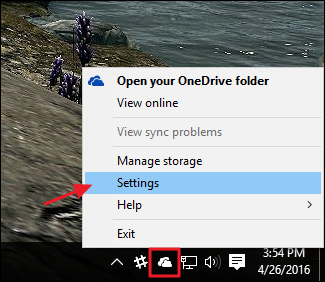 Open your OneDrive folder
View online
View sync problems
Manage storage
Settings
Help
Exit
3:54 PM
4/26/2016